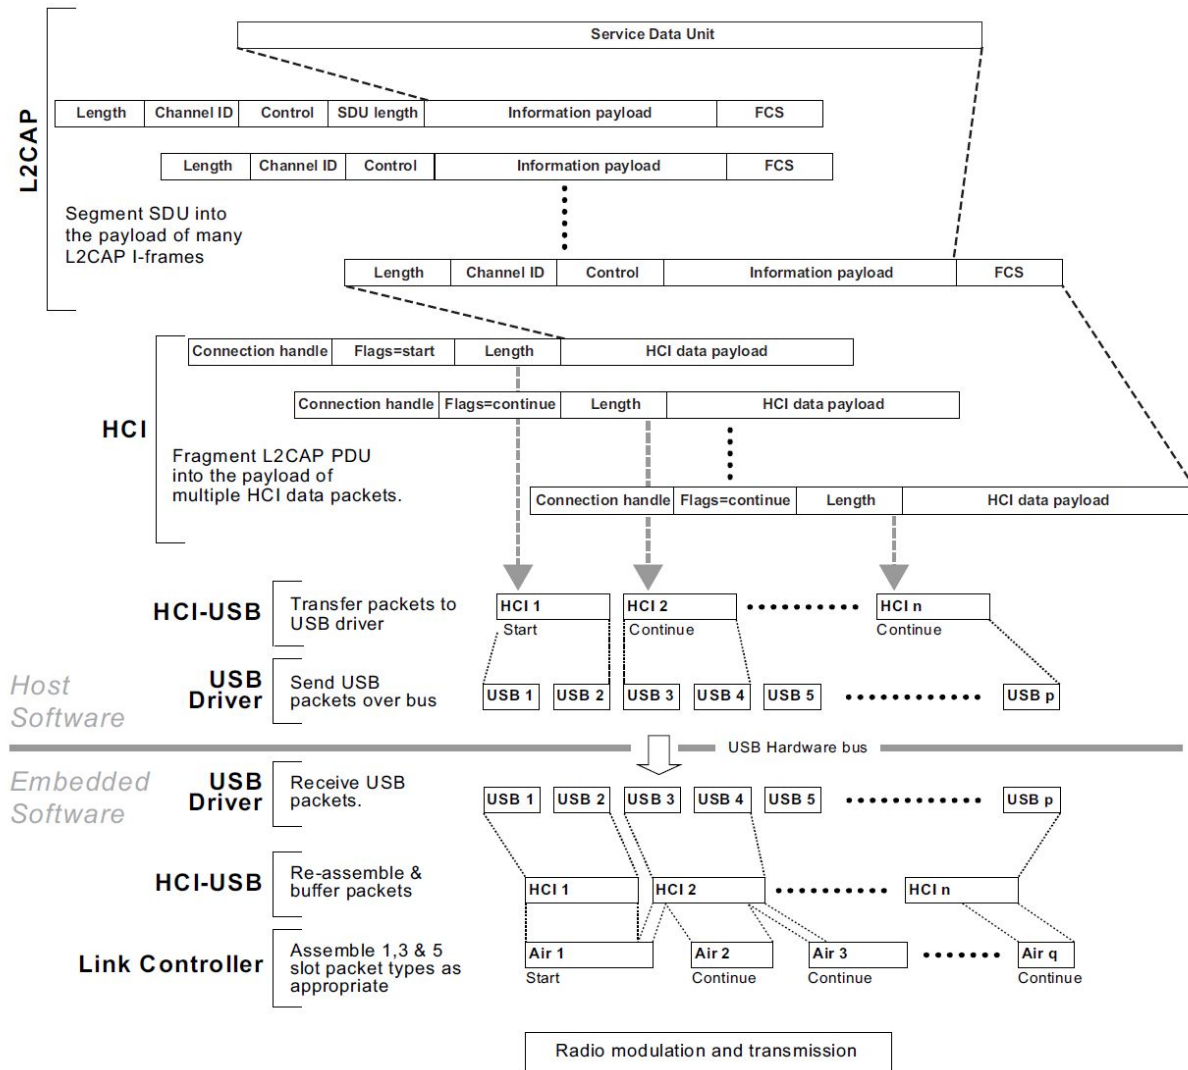 Service Data Unit
L2CAP
Length Channel ID Control SDU length Information payload FCS
Length Channel ID Control Information payload FCS
Segment SDU into
the payload of many
L2CAP I-frames
Length Channel ID Control Information payload FCS
HCI
Connection handle Flags=start Length HCI data payload
Connection handle Flags=continue Length HCI data payload
Fragment L2CAP PDU
into the payload of
multiple HCI data packets.
Connection handle Flags=continue Length HCI data payload
HCI-USB
Transfer packets to
USB driver
HCI 1 HCI 2 HCI n
Start Continue Continue
Host
Software
USB
Driver
Send USB
packets over bus
USB 1 USB 2 USB 3 USB 4 USB 5 USB p
USB Hardware bus
Embedded
Software
USB
Driver
Receive USB
packets.
USB 1 USB 2 USB 3 USB 4 USB 5 USB p
HCI-USB
Re-assemble &
buffer packets
HCI 1 HCI 2 HCI n
Link Controller
Assemble 1,3 & 5
slot packet types as
appropriate
Air 1 Air 2 Air 3 Air q
Start Continue Continue Continue
Radio modulation and transmission